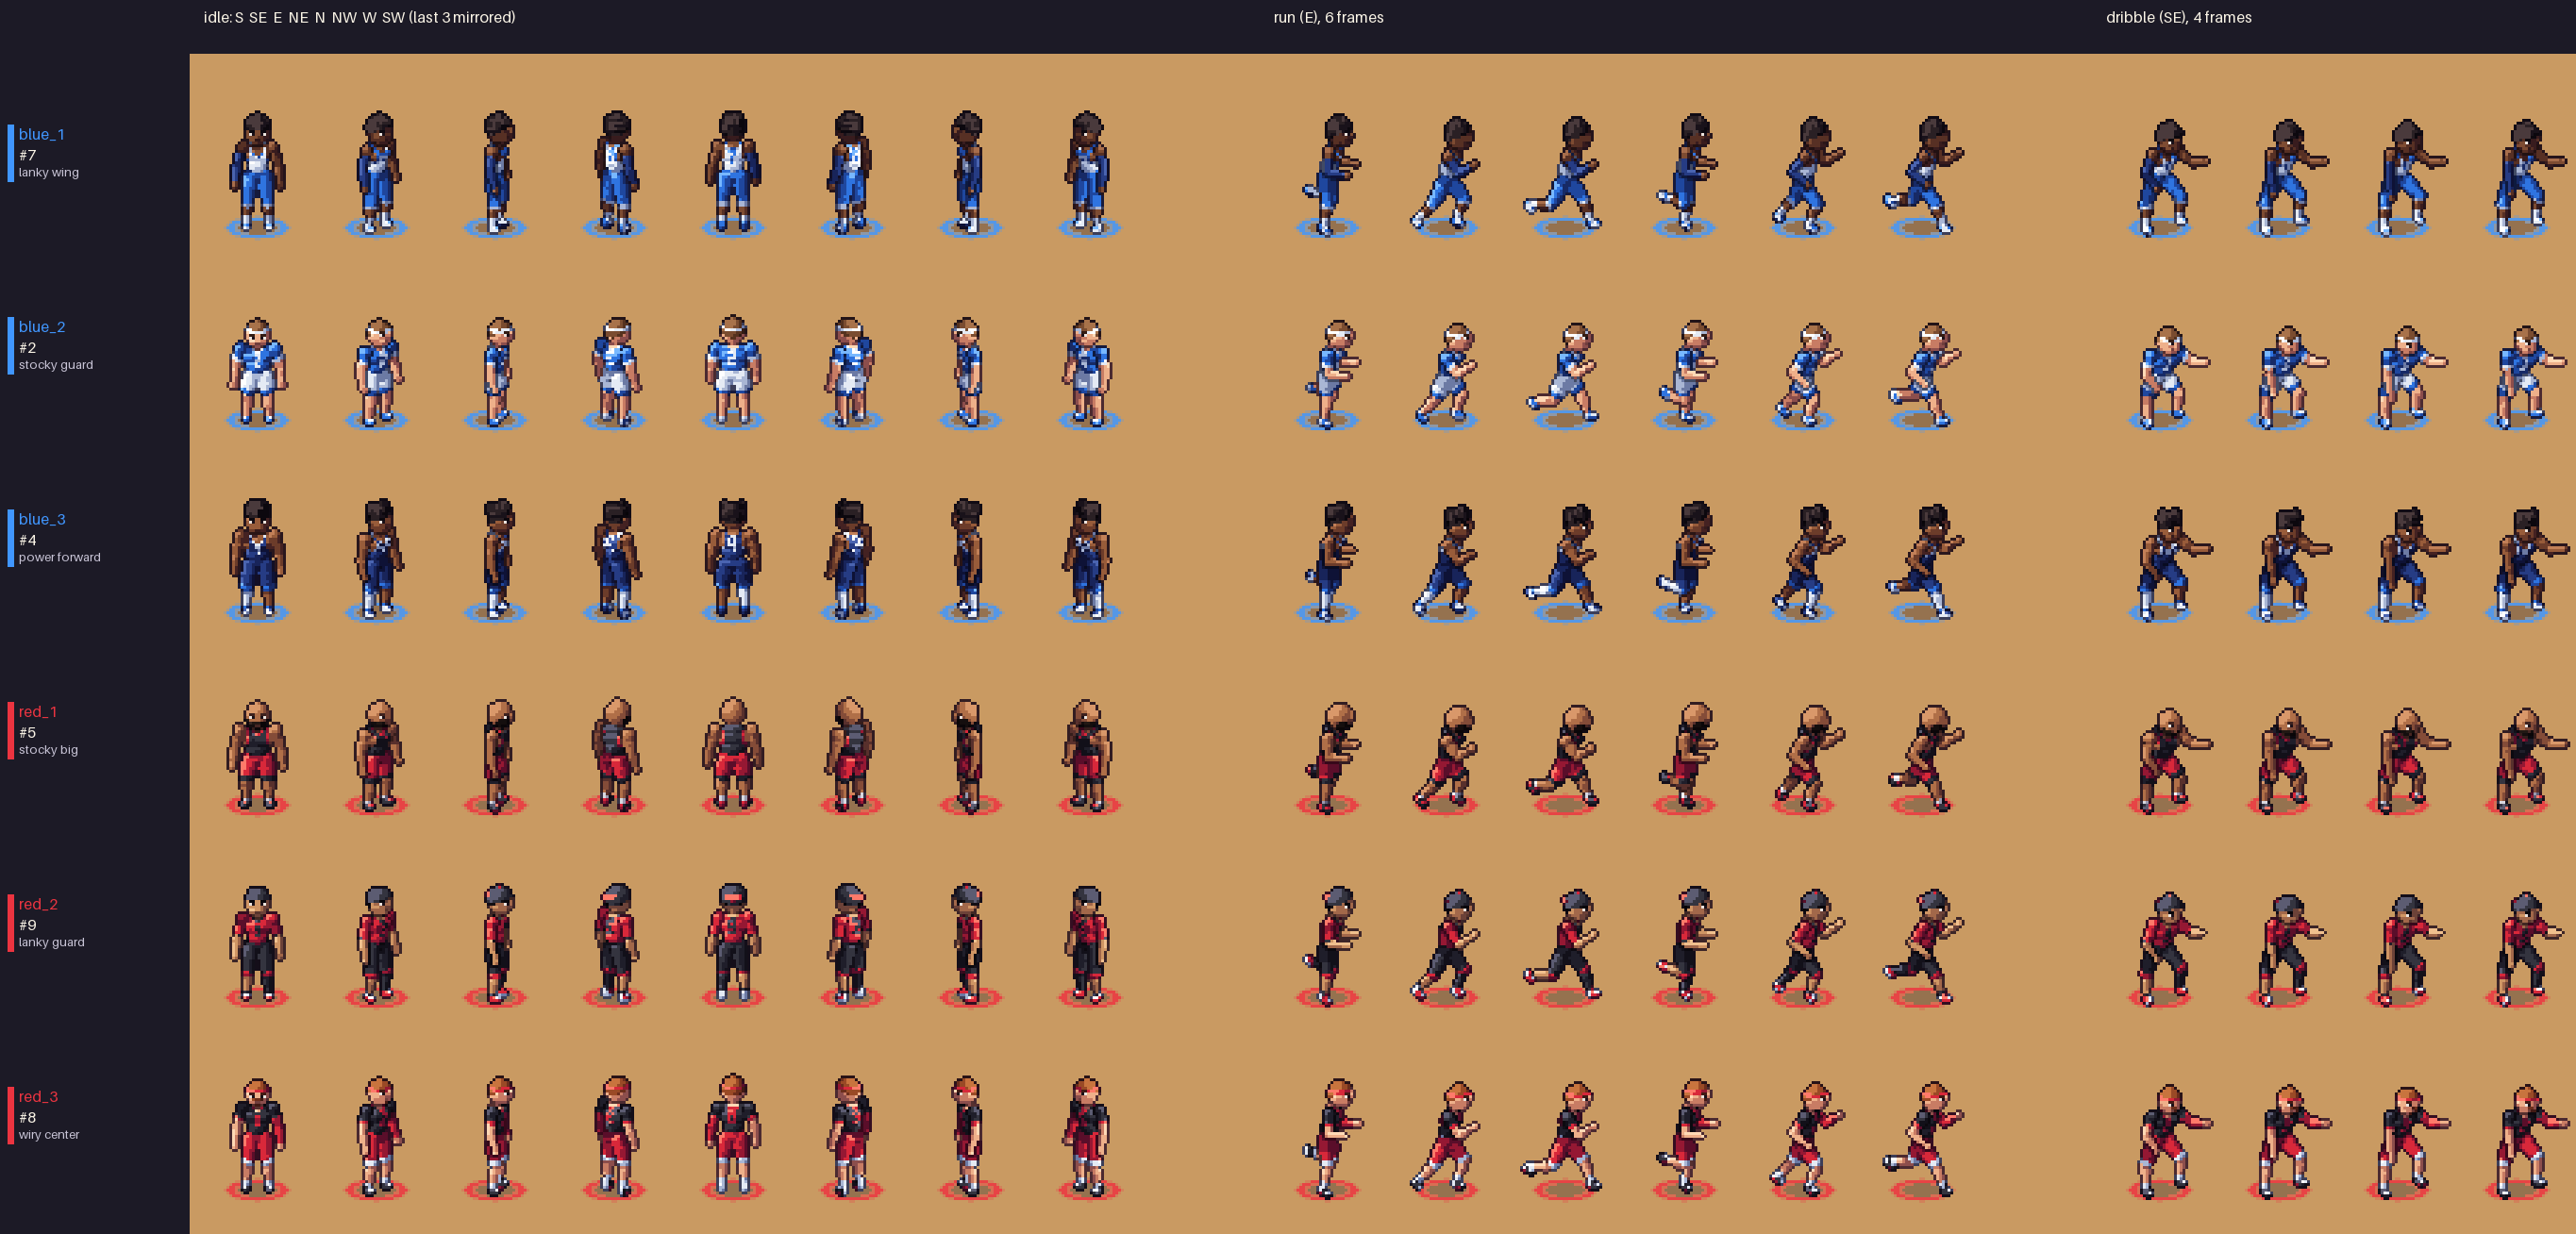 idle: S SE E NE N NW W SW (last 3 mirrored)
run (E), 6 frames
dribble (SE), 4 frames
blue_1
#7
lanky wing
blue_2
#2
stocky guard
blue_3
#4
power forward
red_1
#5
stocky big
red_2
#9
lanky guard
red_3
#8
wiry center